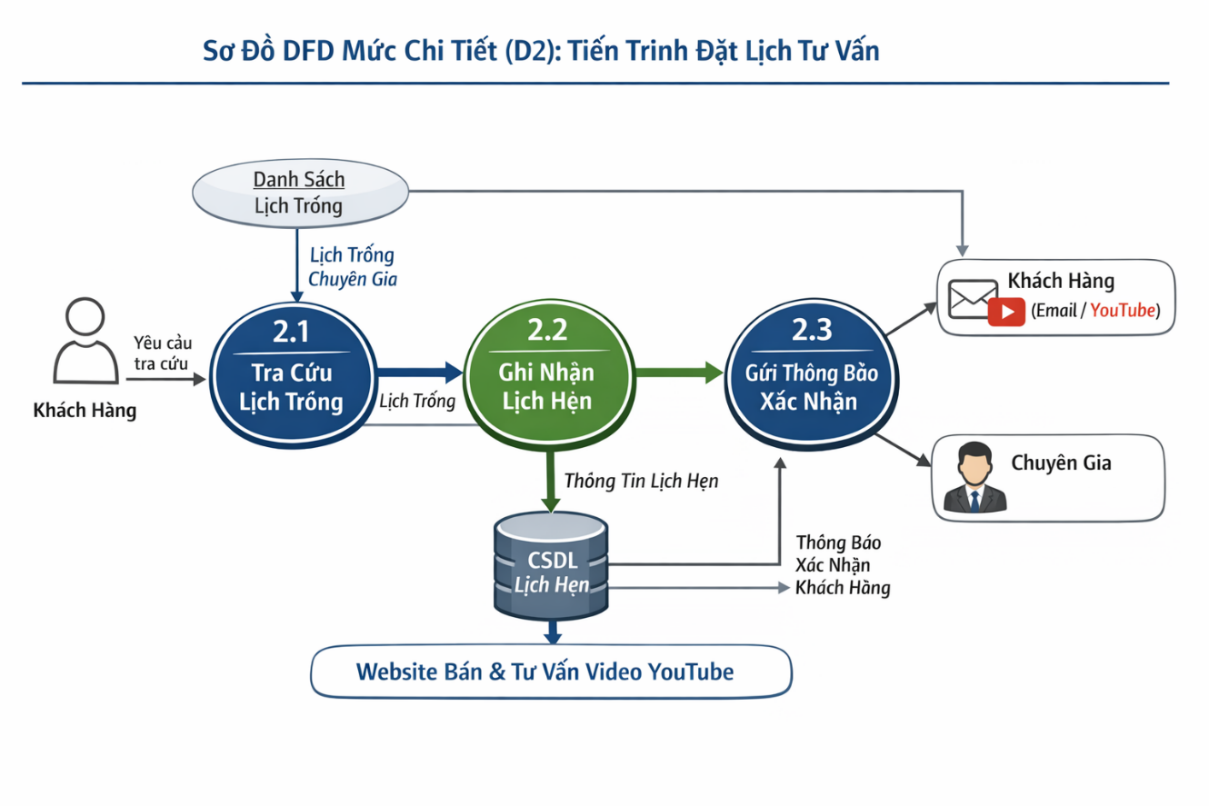 Sơ Đồ DFD Mức Chi Tiết (D2): Tiến Trinh Đặt Lịch Tư Vấn
Danh Sách
Lịch Trống
Lịch Trống
Chuyên Gia
Yêu cầu
tra cứu
Khách Hàng
2.1
Tra Cứu
Lịch Trống
Lịch Trống
2.2
Ghi Nhận
Lịch Hẹn
2.3
Gửi Thông Bảo
Xác Nhận
Khách Hàng
(Email / YouTube)
Chuyên Gia
Thông Tin Lịch Hẹn
CSDL
Lịch Hẹn
Thông Báo
Xác Nhận
Khách Hàng
Website Bán & Tư Vấn Video YouTube